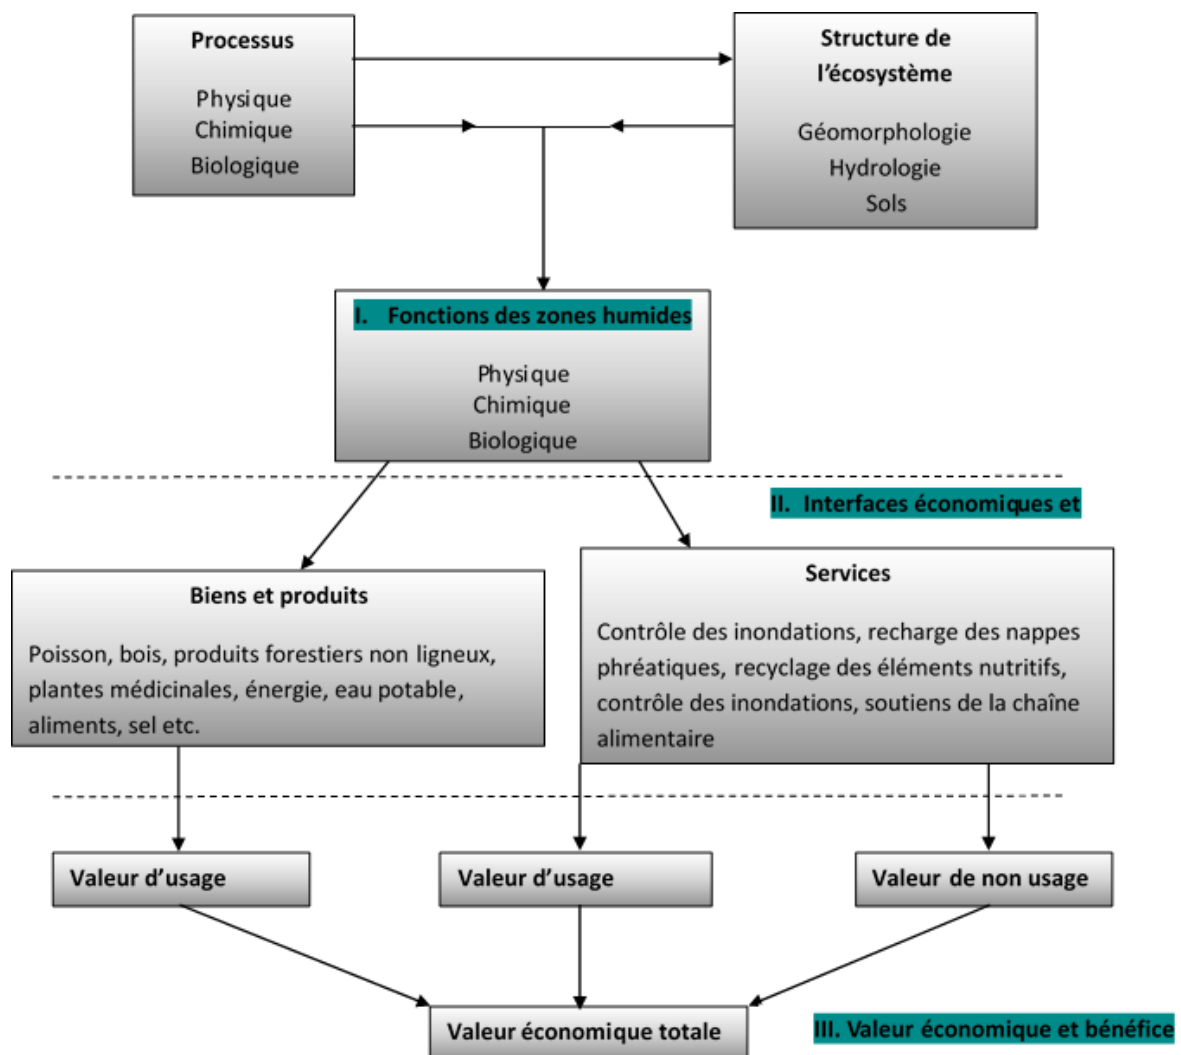 Processus
Physique
Chimique
Biologique
Structure de
l'écosystème
Géomorphologie
Hydrologie
Sols
I. Fonctions des zones humides
Physique
Chimique
Biologique
II. Interfaces économiques et
Biens et produits
Poisson, bois, produits forestiers non ligneux,
plantes médicinales, énergie, eau potable,
aliments, sel etc.
Services
Contrôle des inondations, recharge des nappes
phréatiques, recyclage des éléments nutritifs,
contrôle des inondations, soutiens de la chaîne
alimentaire
Valeur d'usage
Valeur d'usage
Valeur de non usage
Valeur économique totale
III. Valeur économique et bénéfice